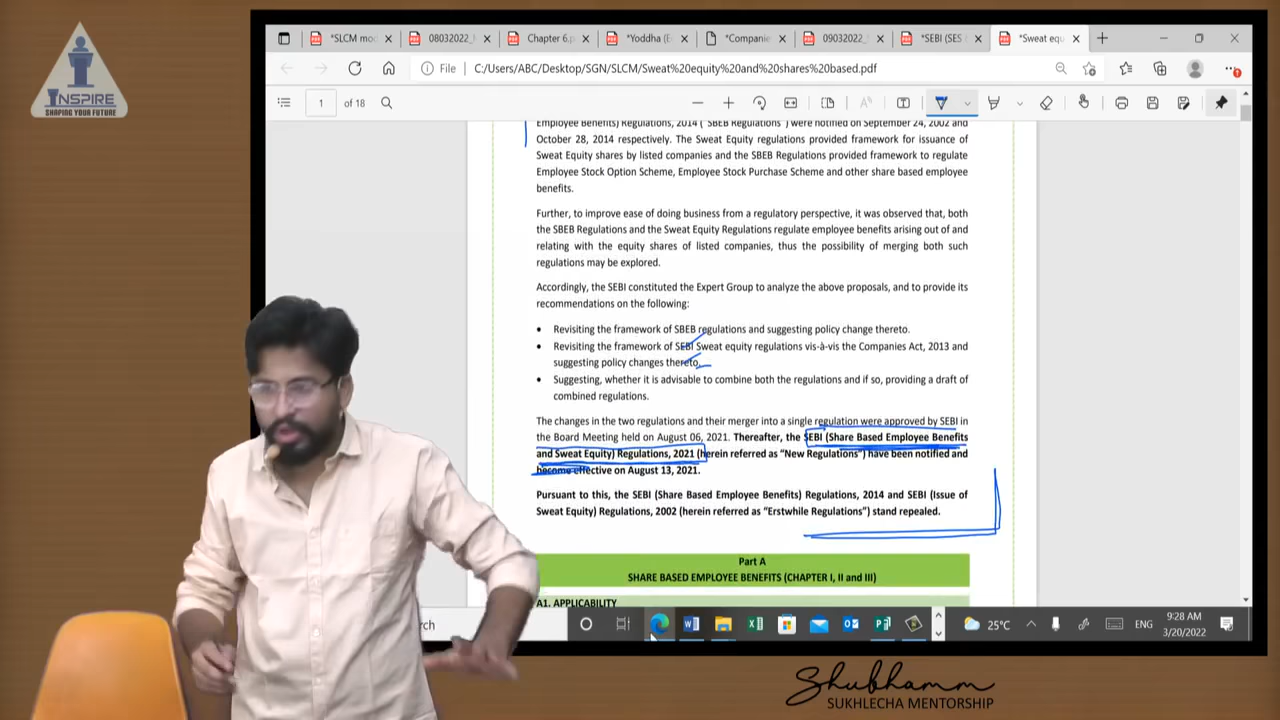 INSPIRE
SHAPING YOUR FUTURE
*SLCM mo
08032022_
Chapter 6.p
*Yoddha (E
*Companie
09032022_
*SEBI (SES
*Sweat equ
File
C:/Users/ABC/Desktop/SGN/SLCM/Sweat%20equity%20and%20shares%20based.pdf
1 of 18
Employee Benefits) Regulations, 2014 ("SBEB Regulations") were notified on September 24, 2002 and
October 28, 2014 respectively. The Sweat Equity regulations provided framework for issuance of
Sweat Equity shares by listed companies and the SBEB Regulations provided framework to regulate
Employee Stock Option Scheme, Employee Stock Purchase Scheme and other share based employee
benefits.
Further, to improve ease of doing business from a regulatory perspective, it was observed that, both
the SBEB Regulations and the Sweat Equity Regulations regulate employee benefits arising out of and
relating with the equity shares of listed companies, thus the possibility of merging both such
regulations may be explored.
Accordingly, the SEBI constituted the Expert Group to analyze the above proposals, and to provide its
recommendations on the following:
• Revisiting the framework of SBEB regulations and suggesting policy change thereto.
• Revisiting the framework of SEBI Sweat equity regulations vis-à-vis the Companies Act, 2013 and
suggesting policy changes thereto.
• Suggesting, whether it is advisable to combine both the regulations and if so, providing a draft of
combined regulations.
The changes in the two regulations and their merger into a single regulation were approved by SEBI in
the Board Meeting held on August 06, 2021. Thereafter, the SEBI (Share Based Employee Benefits
and Sweat Equity) Regulations, 2021 (herein referred as "New Regulations") have been notified and
become effective on August 13, 2021.
Pursuant to this, the SEBI (Share Based Employee Benefits) Regulations, 2014 and SEBI (Issue of
Sweat Equity) Regulations, 2002 (herein referred as "Erstwhile Regulations") stand repealed.
Part A
SHARE BASED EMPLOYEE BENEFITS (CHAPTER I, II and III)
A1. APPLICABILITY
rch
25°C
ENG
9:28 AM
3/20/2022
Shubhamm
SUKHLECHA MENTORSHIP